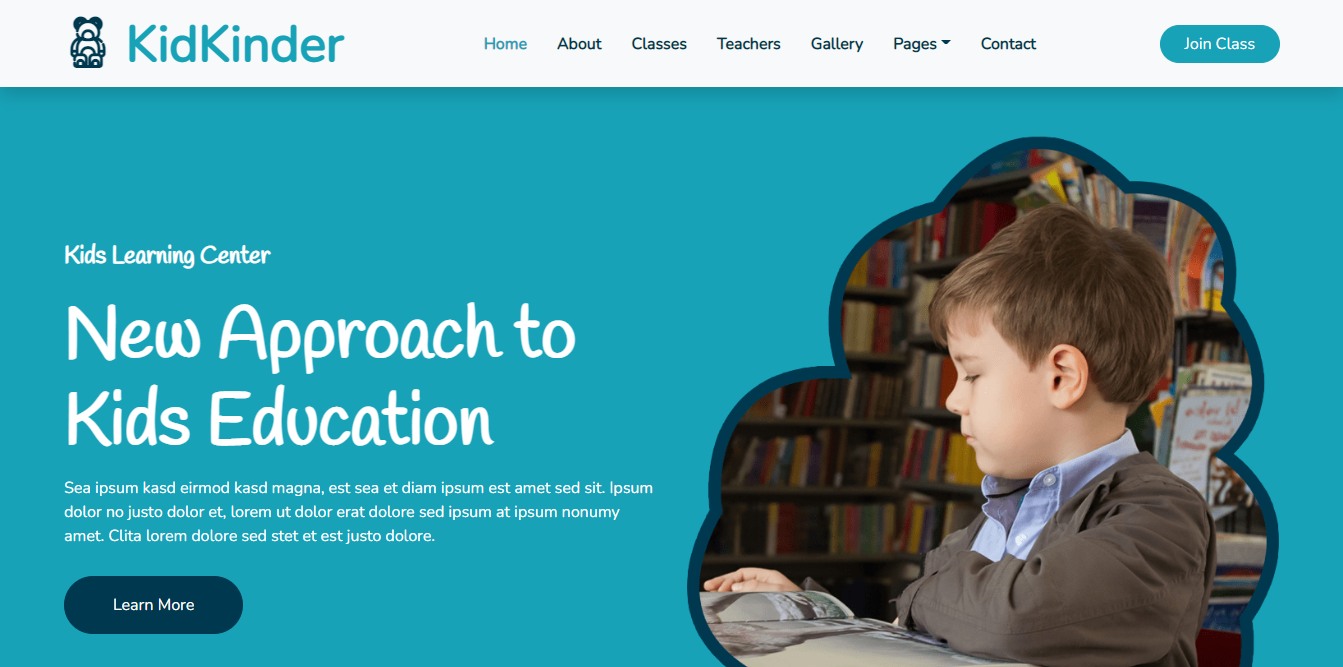 KidKinder
Home About Classes Teachers Gallery Pages Contact
Join Class
Kids Learning Center
New Approach to
Kids Education
Sea ipsum kasd eirmod kasd magna, est sea et diam ipsum est amet sed sit. Ipsum
dolor no justo dolor et, lorem ut dolor erat dolore sed ipsum at ipsum nonumy
amet. Clita lorem dolore sed stet et est justo dolore.
Learn More